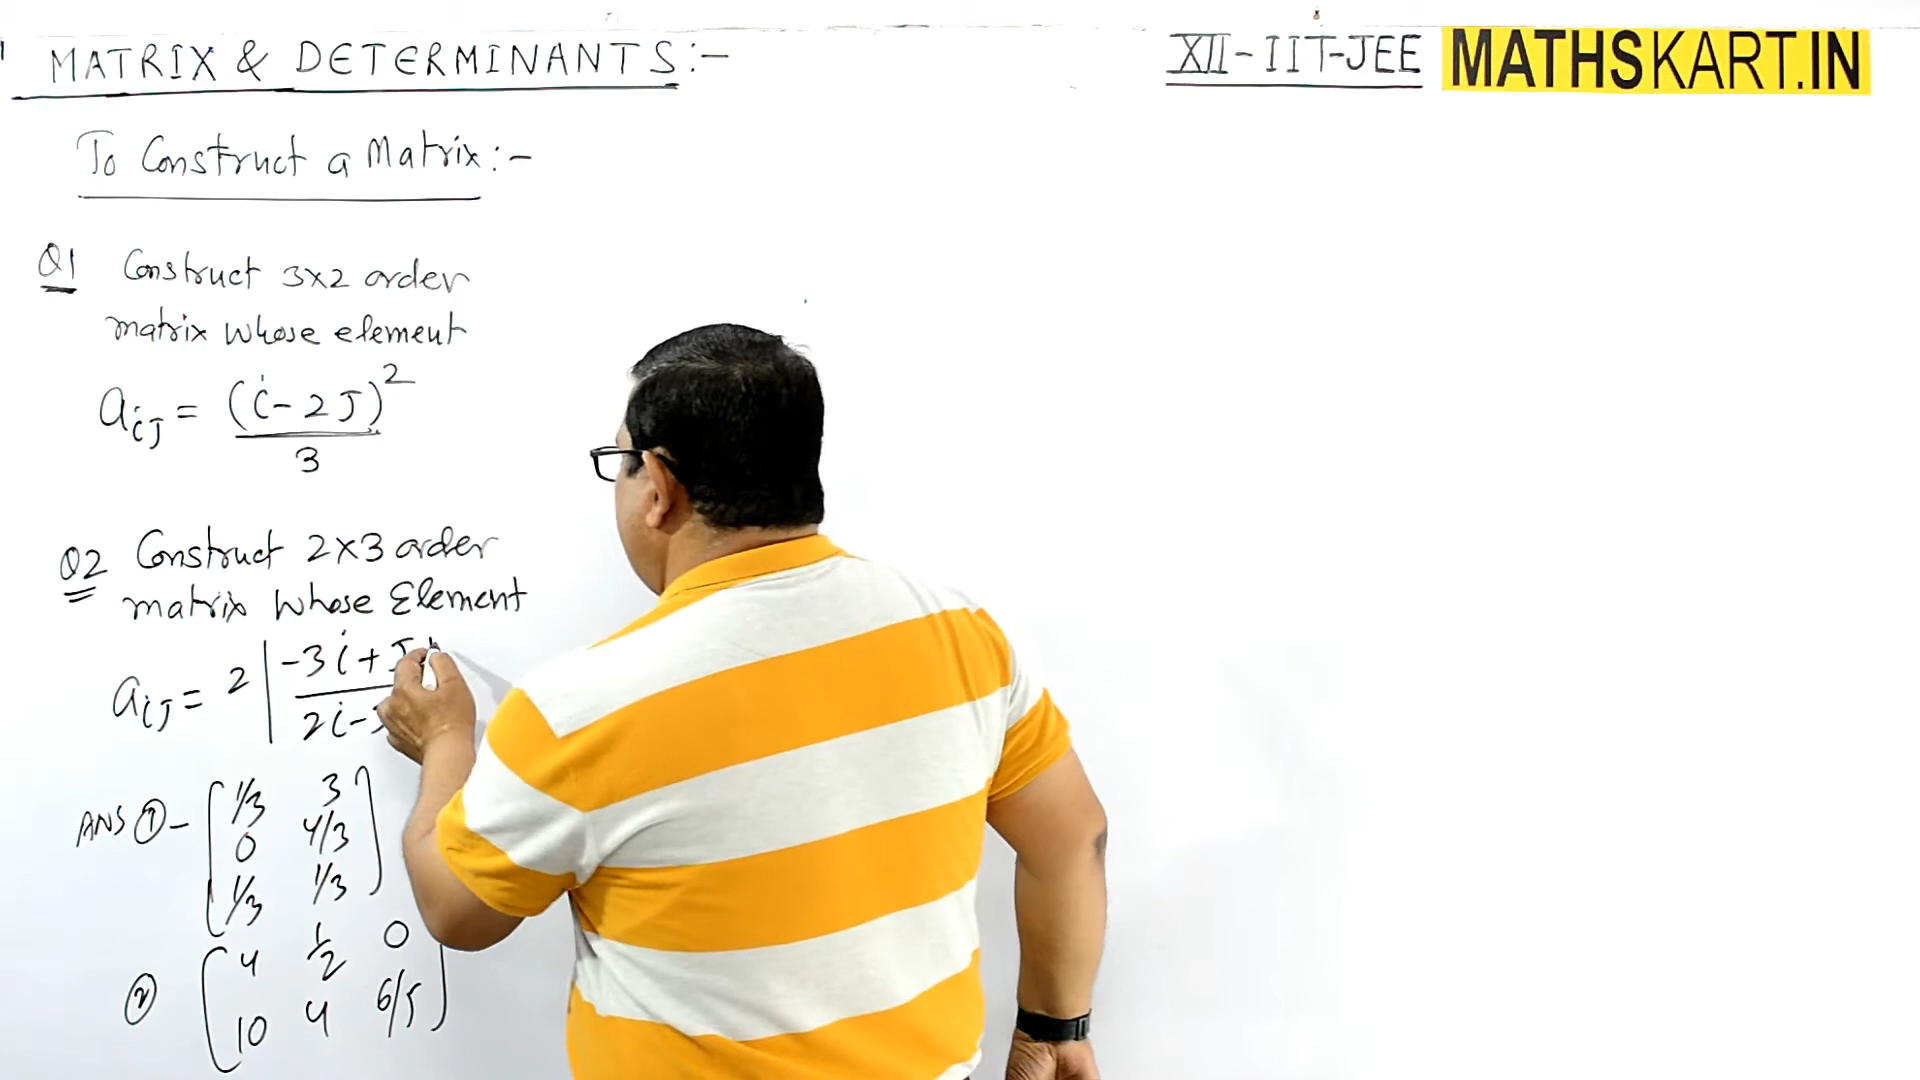 MATRIX & DETERMINANTS:-
XII-IIT-JEE MATHSKART.IN
To Construct a Matrix:-
Q1 Construct 3x2 order
matrix whose element
aij = (i-2J)²
3
Q2 Construct 2x3 order
matrix whose Element
aiJ = 2 | -3i+J
2i-J
ANS ① - [ 1/3 3
0 4/3
1/3 1/3 ]
② [ 4 1/2 0
10 4 6/5 ]